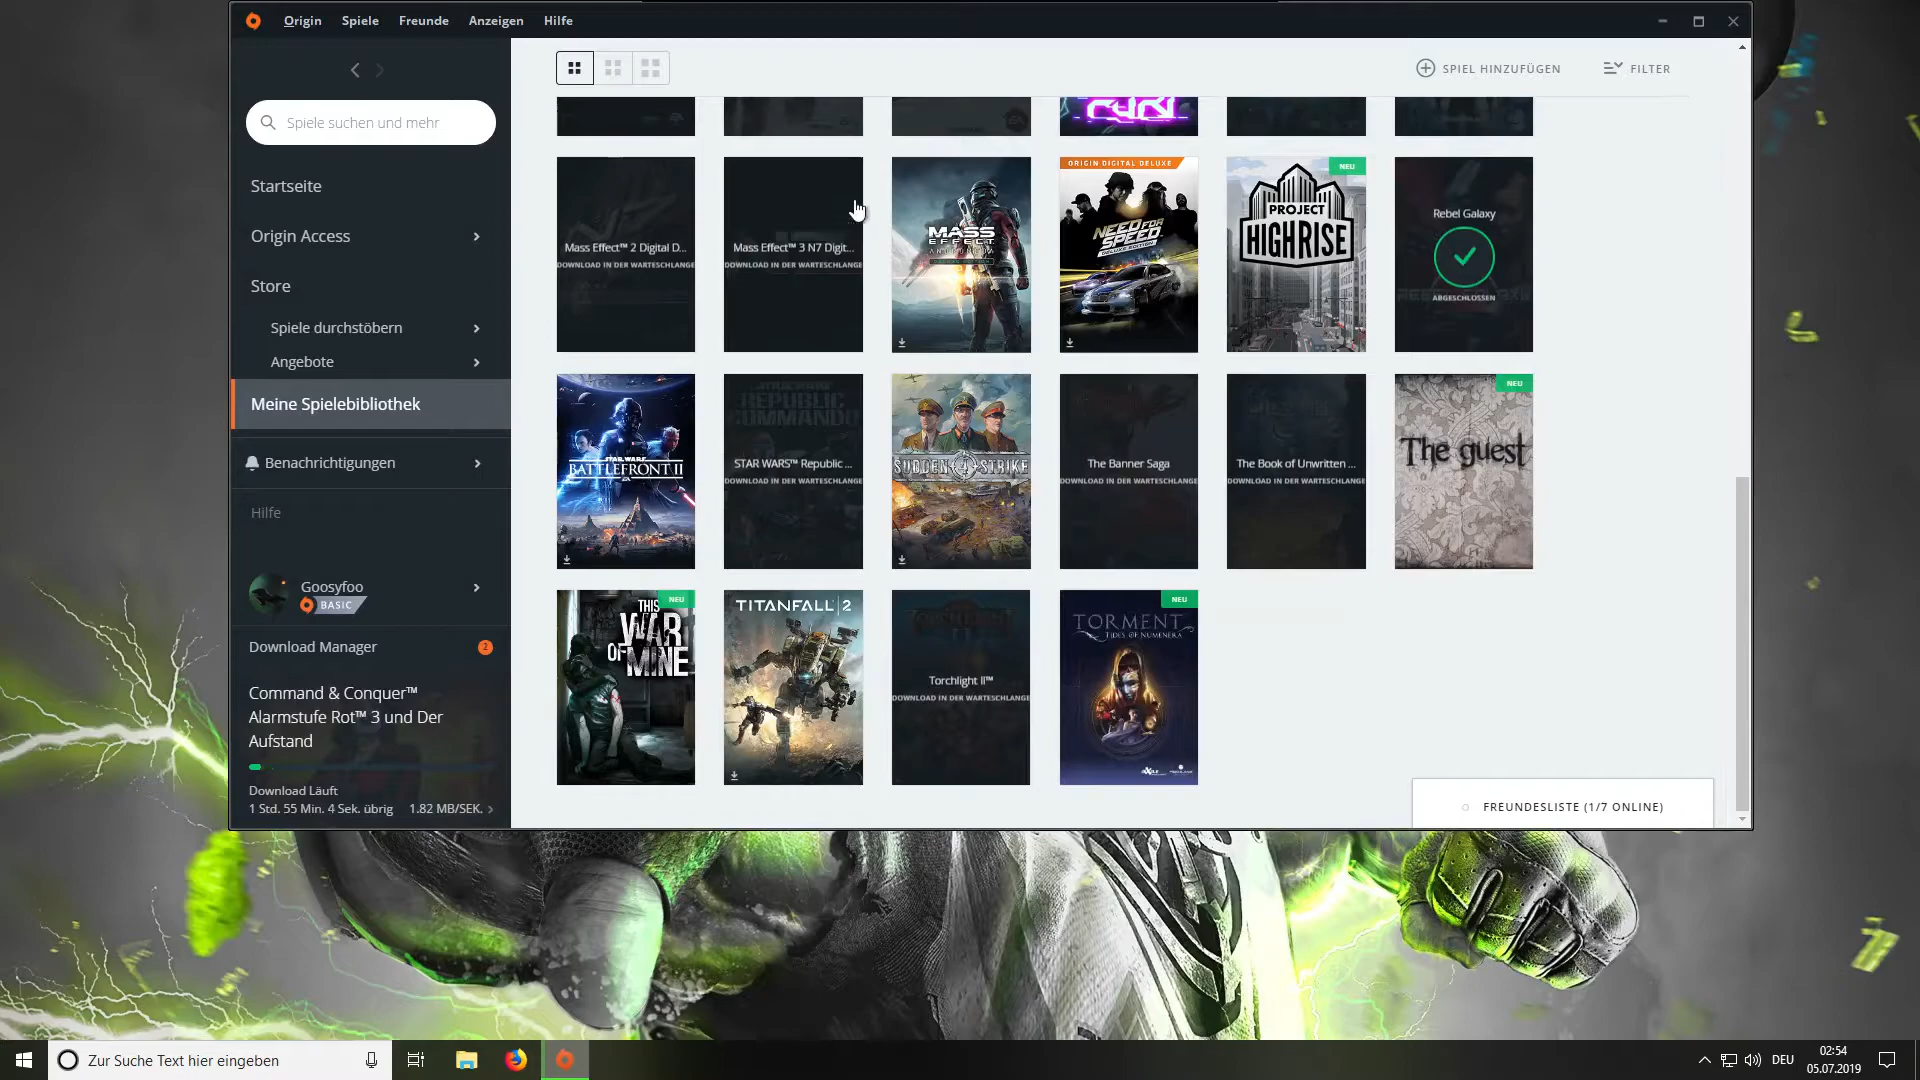 Origin Spiele Freunde Anzeigen Hilfe
Spiele suchen und mehr
SPIEL HINZUFÜGEN
FILTER
Startseite
Origin Access
Store
Spiele durchstöbern
Angebote
Meine Spielebibliothek
Benachrichtigungen
Hilfe
Goosyfoo
BASIC
Download Manager
2
Command & Conquer™
Alarmstufe Rot™ 3 und Der
Aufstand
Download Läuft
1 Std. 55 Min. 4 Sek. übrig 1.82 MB/SEK.
Mass Effect™ 2 Digital D...
DOWNLOAD IN DER WARTESCHLANGE
Mass Effect™ 3 N7 Digit...
DOWNLOAD IN DER WARTESCHLANGE
MASS
EFFECT
ANDROMEDA
ORIGIN DIGITAL DELUXE
NEED FOR
SPEED
DELUXE EDITION
NEU
PROJECT
HIGHRISE
Rebel Galaxy
ABGESCHLOSSEN
STAR WARS
BATTLEFRONT II
REPUBLIC
COMMANDO
STAR WARS™ Republic ...
DOWNLOAD IN DER WARTESCHLANGE
SUDDEN 4 STRIKE
The Banner Saga
DOWNLOAD IN DER WARTESCHLANGE
The Book of Unwritten ...
DOWNLOAD IN DER WARTESCHLANGE
NEU
The guest
NEU
THIS
WAR
OF
MINE
TITANFALL 2
Torchlight II™
DOWNLOAD IN DER WARTESCHLANGE
NEU
TORMENT
TIDES OF NUMENERA
FREUNDESLISTE (1/7 ONLINE)
Zur Suche Text hier eingeben
DEU
02:54
05.07.2019